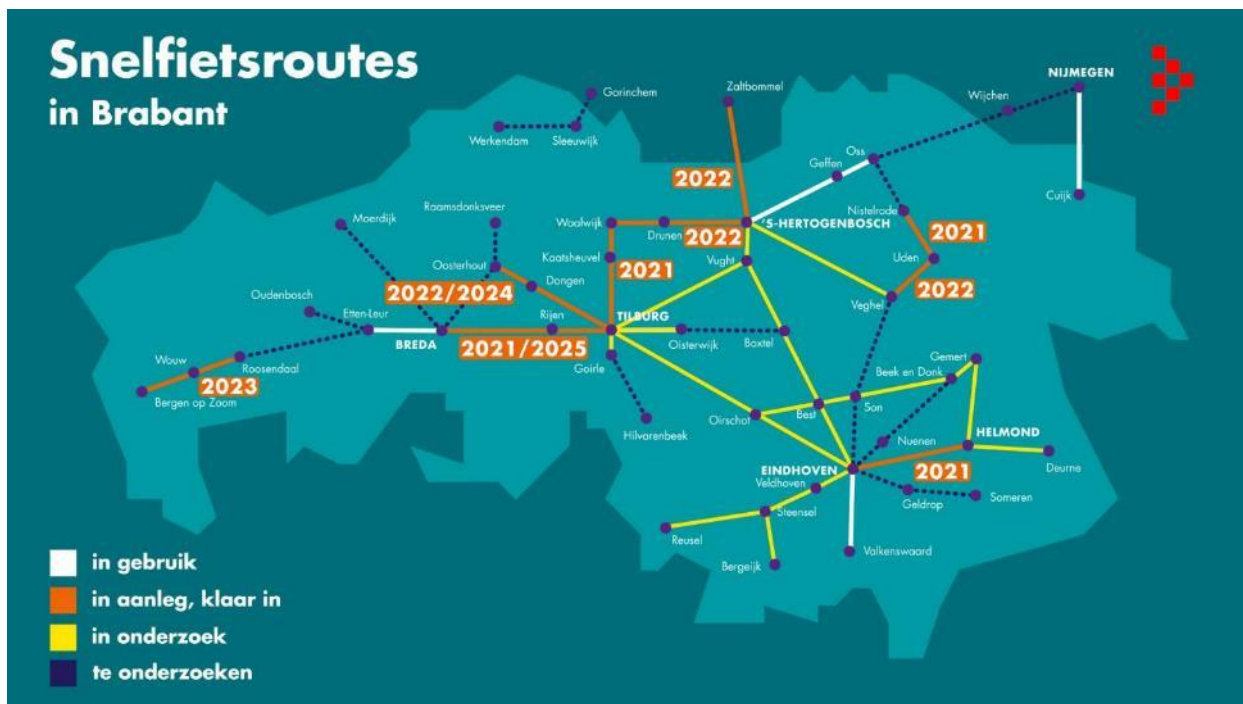 Snelfietsroutes
in Brabant
Gorinchem
Werkendam
Sleeuwijk
Zaltbommel
NIJMEGEN
Wijchen
Oss
Geffen
Cuijk
2022
Moerdijk
Raamsdonksveer
Waalwijk
Drunen
2022
'S-HERTOGENBOSCH
Nistelrode
2021
Uden
Kaatsheuvel
2021
Vught
Oosterhout
Dongen
2022/2024
Veghel
2022
Oudenbosch
Etten-Leur
BREDA
Rijen
2021/2025
TILBURG
Oisterwijk
Boxtel
Goirle
Wouw
Roosendaal
2023
Bergen op Zoom
Gemert
Beek en Donk
Hilvarenbeek
Oirschot
Best
Son
HELMOND
Nuenen
Deurne
EINDHOVEN
2021
Veldhoven
Geldrop
Someren
Steensel
Reusel
Bergeijk
Valkenswaard
in gebruik
in aanleg, klaar in
in onderzoek
te onderzoeken